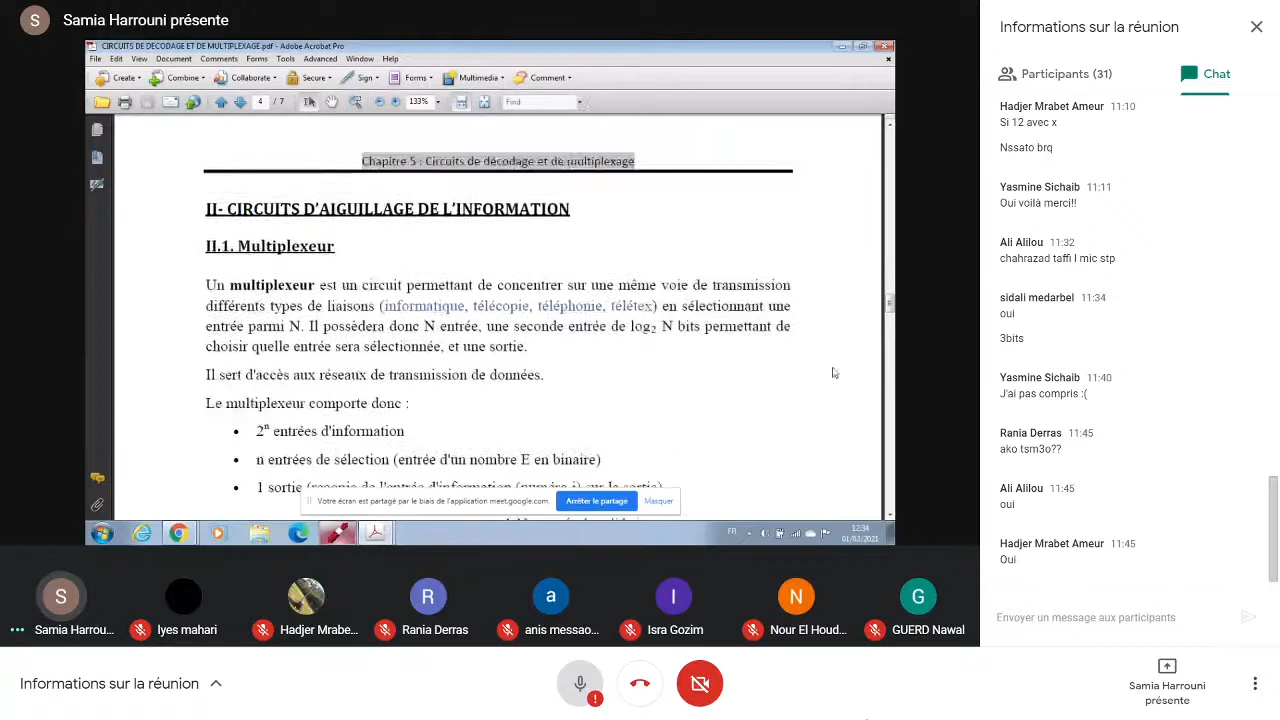 S Samia Harrouni présente
CIRCUITS DE DECODAGE ET DE MULTIPLEXAGE.pdf - Adobe Acrobat Pro
File Edit View Document Comments Forms Tools Advanced Window Help
Create Combine Collaborate Secure Sign Forms Multimedia Comment
4 / 7 133% Find
Chapitre 5 : Circuits de décodage et de multiplexage
II- CIRCUITS D'AIGUILLAGE DE L'INFORMATION
II.1. Multiplexeur
Un multiplexeur est un circuit permettant de concentrer sur une même voie de transmission
différents types de liaisons (informatique, télécopie, téléphonie, télétex) en sélectionnant une
entrée parmi N. Il possèdera donc N entrée, une seconde entrée de log₂ N bits permettant de
choisir quelle entrée sera sélectionnée, et une sortie.
Il sert d'accès aux réseaux de transmission de données.
Le multiplexeur comporte donc :
• 2ⁿ entrées d'information
• n entrées de sélection (entrée d'un nombre E en binaire)
• 1 sortie (recopie de l'entrée d'information (numéro i) sur la sortie)
Votre écran est partagé par le biais de l'application meet.google.com.
Arrêter le partage
Masquer
FR
12:34
01/02/2021
S
Samia Harrou...
lyes mahari
Hadjer Mrabe...
R
Rania Derras
a
anis messao...
I
Isra Gozim
N
Nour El Houd...
G
GUERD Nawal
Informations sur la réunion
Participants (31)
Chat
Hadjer Mrabet Ameur 11:10
Si 12 avec x
Nssato brq
Yasmine Sichaib 11:11
Oui voilà merci!!
Ali Alilou 11:32
chahrazad taffi l mic stp
sidali medarbel 11:34
oui
3bits
Yasmine Sichaib 11:40
J'ai pas compris :(
Rania Derras 11:45
ako tsm3o??
Ali Alilou 11:45
oui
Hadjer Mrabet Ameur 11:45
Oui
Envoyer un message aux participants
Informations sur la réunion
!
Samia Harrouni
présente